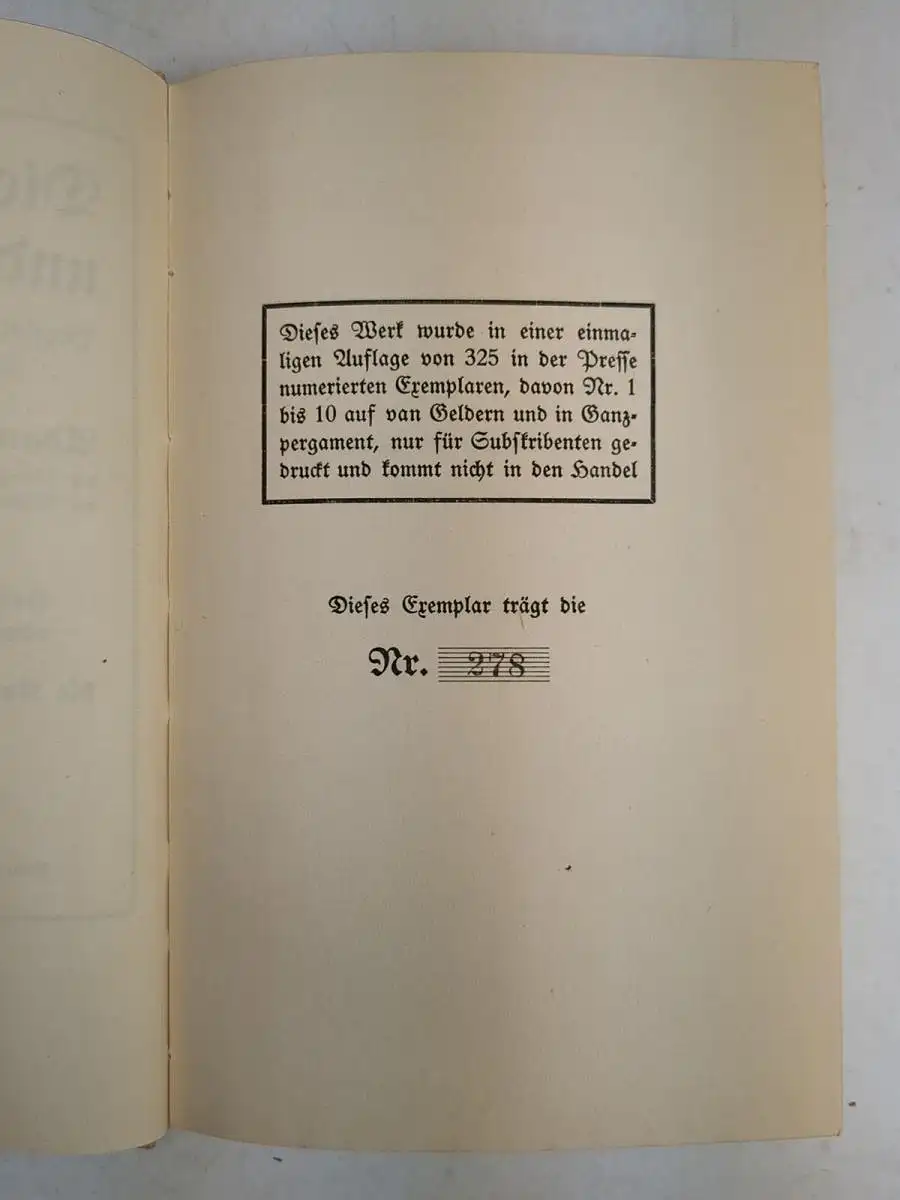 Dieses Werk wurde in einer einma-
ligen Auflage von 325 in der Presse
numerierten Exemplaren, davon Nr. 1
bis 10 auf van Geldern und in Ganz-
pergament, nur für Subskribenten ge-
druckt und kommt nicht in den Handel
Dieses Exemplar trägt die
Nr. 278